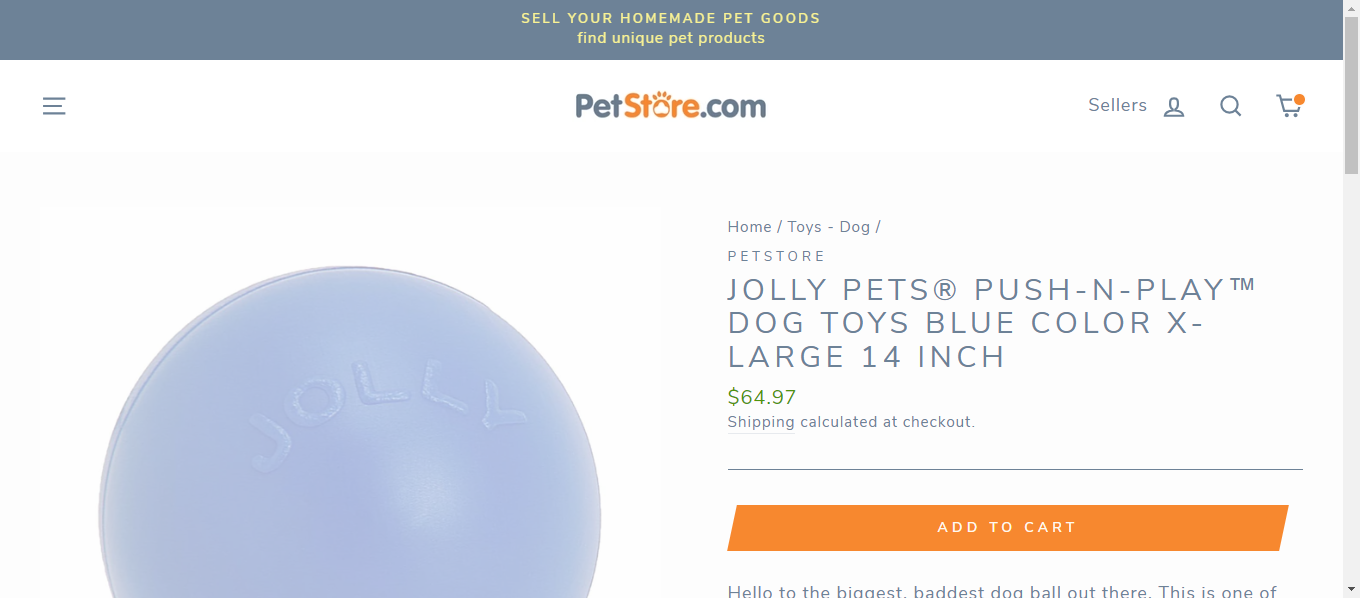 SELL YOUR HOMEMADE PET GOODS
find unique pet products
PetStore.com
Sellers
Home / Toys - Dog /
PETSTORE
JOLLY PETS® PUSH-N-PLAY™
DOG TOYS BLUE COLOR X-
LARGE 14 INCH
$64.97
Shipping calculated at checkout.
JOLLY
ADD TO CART
Hello to the biggest, baddest dog ball out there. This is one of